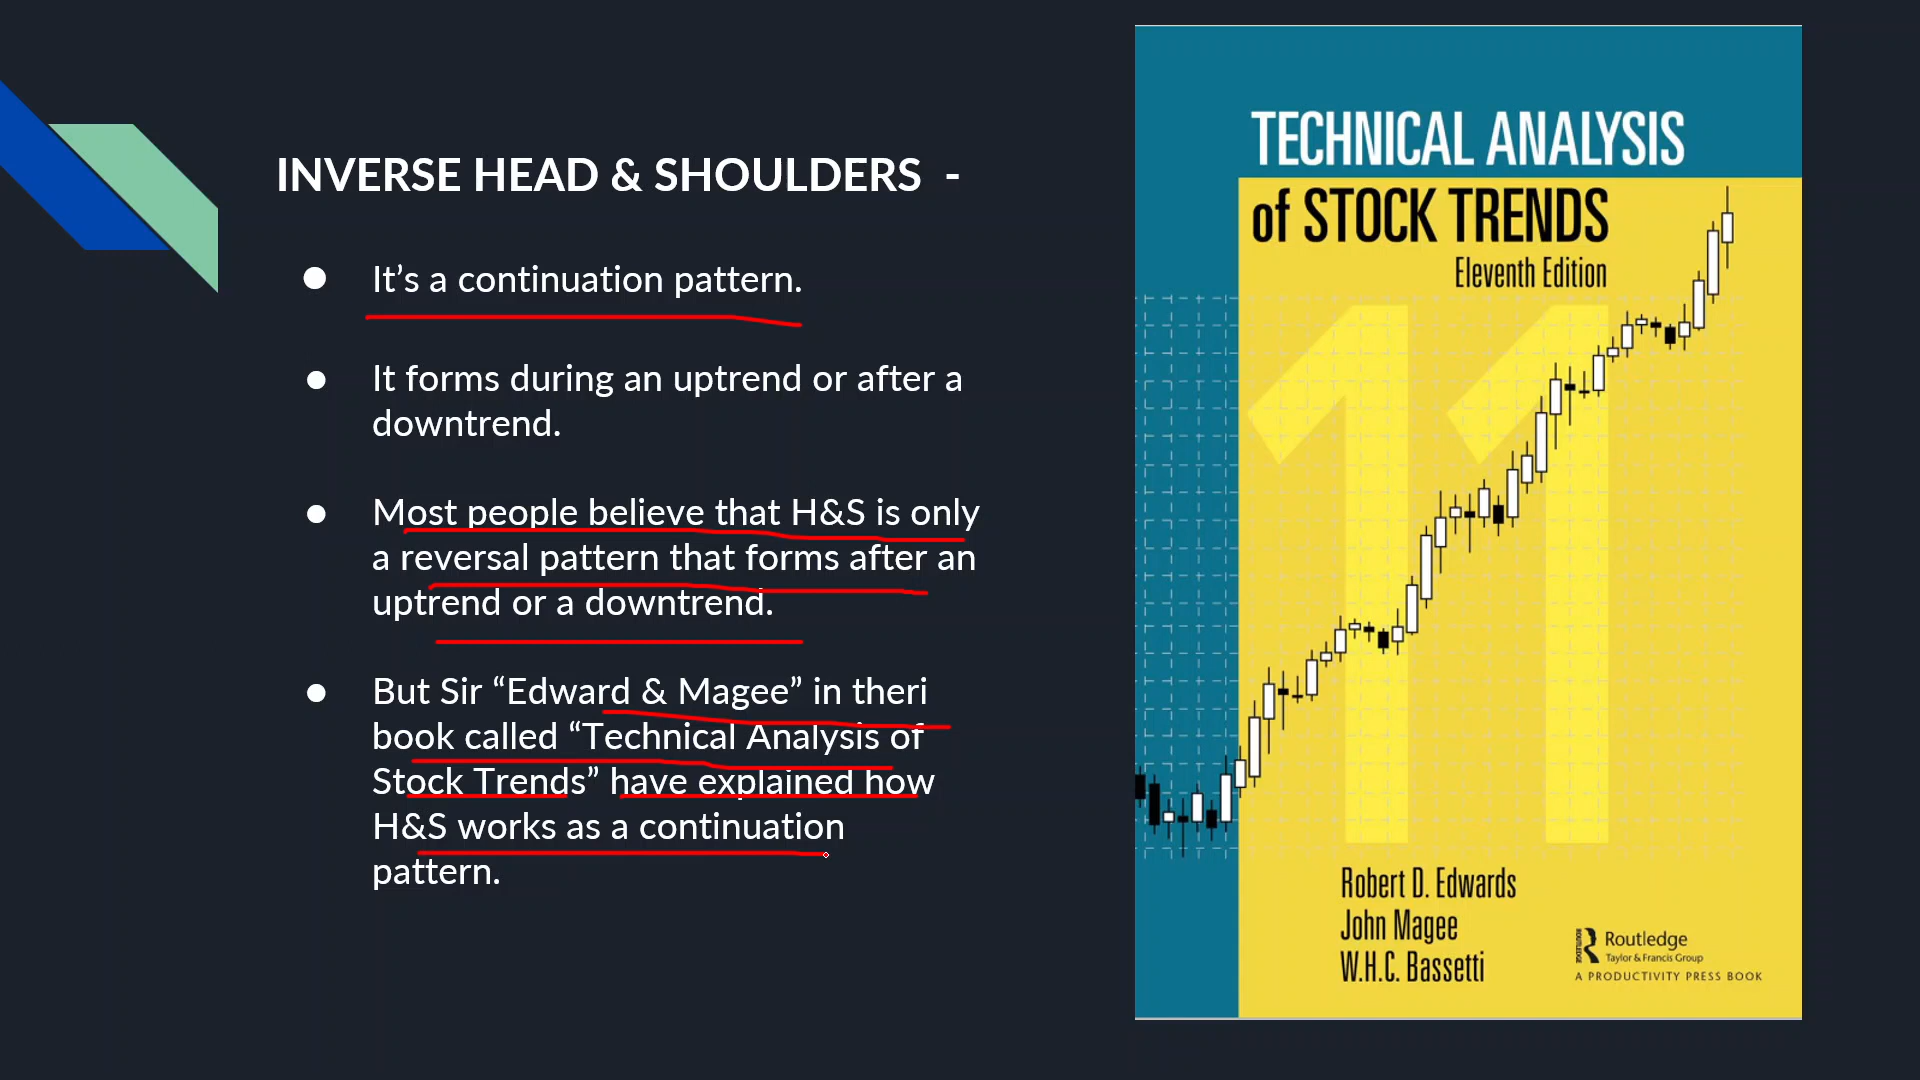 INVERSE HEAD & SHOULDERS -
● It’s a continuation pattern.
● It forms during an uptrend or after a
downtrend.
● Most people believe that H&S is only
a reversal pattern that forms after an
uptrend or a downtrend.
● But Sir “Edward & Magee” in theri
book called “Technical Analysis of
Stock Trends” have explained how
H&S works as a continuation
pattern.
TECHNICAL ANALYSIS
of STOCK TRENDS
Eleventh Edition
11
Robert D. Edwards
John Magee
W.H.C. Bassetti
ROUTLEDGE
Routledge
Taylor & Francis Group
A PRODUCTIVITY PRESS BOOK